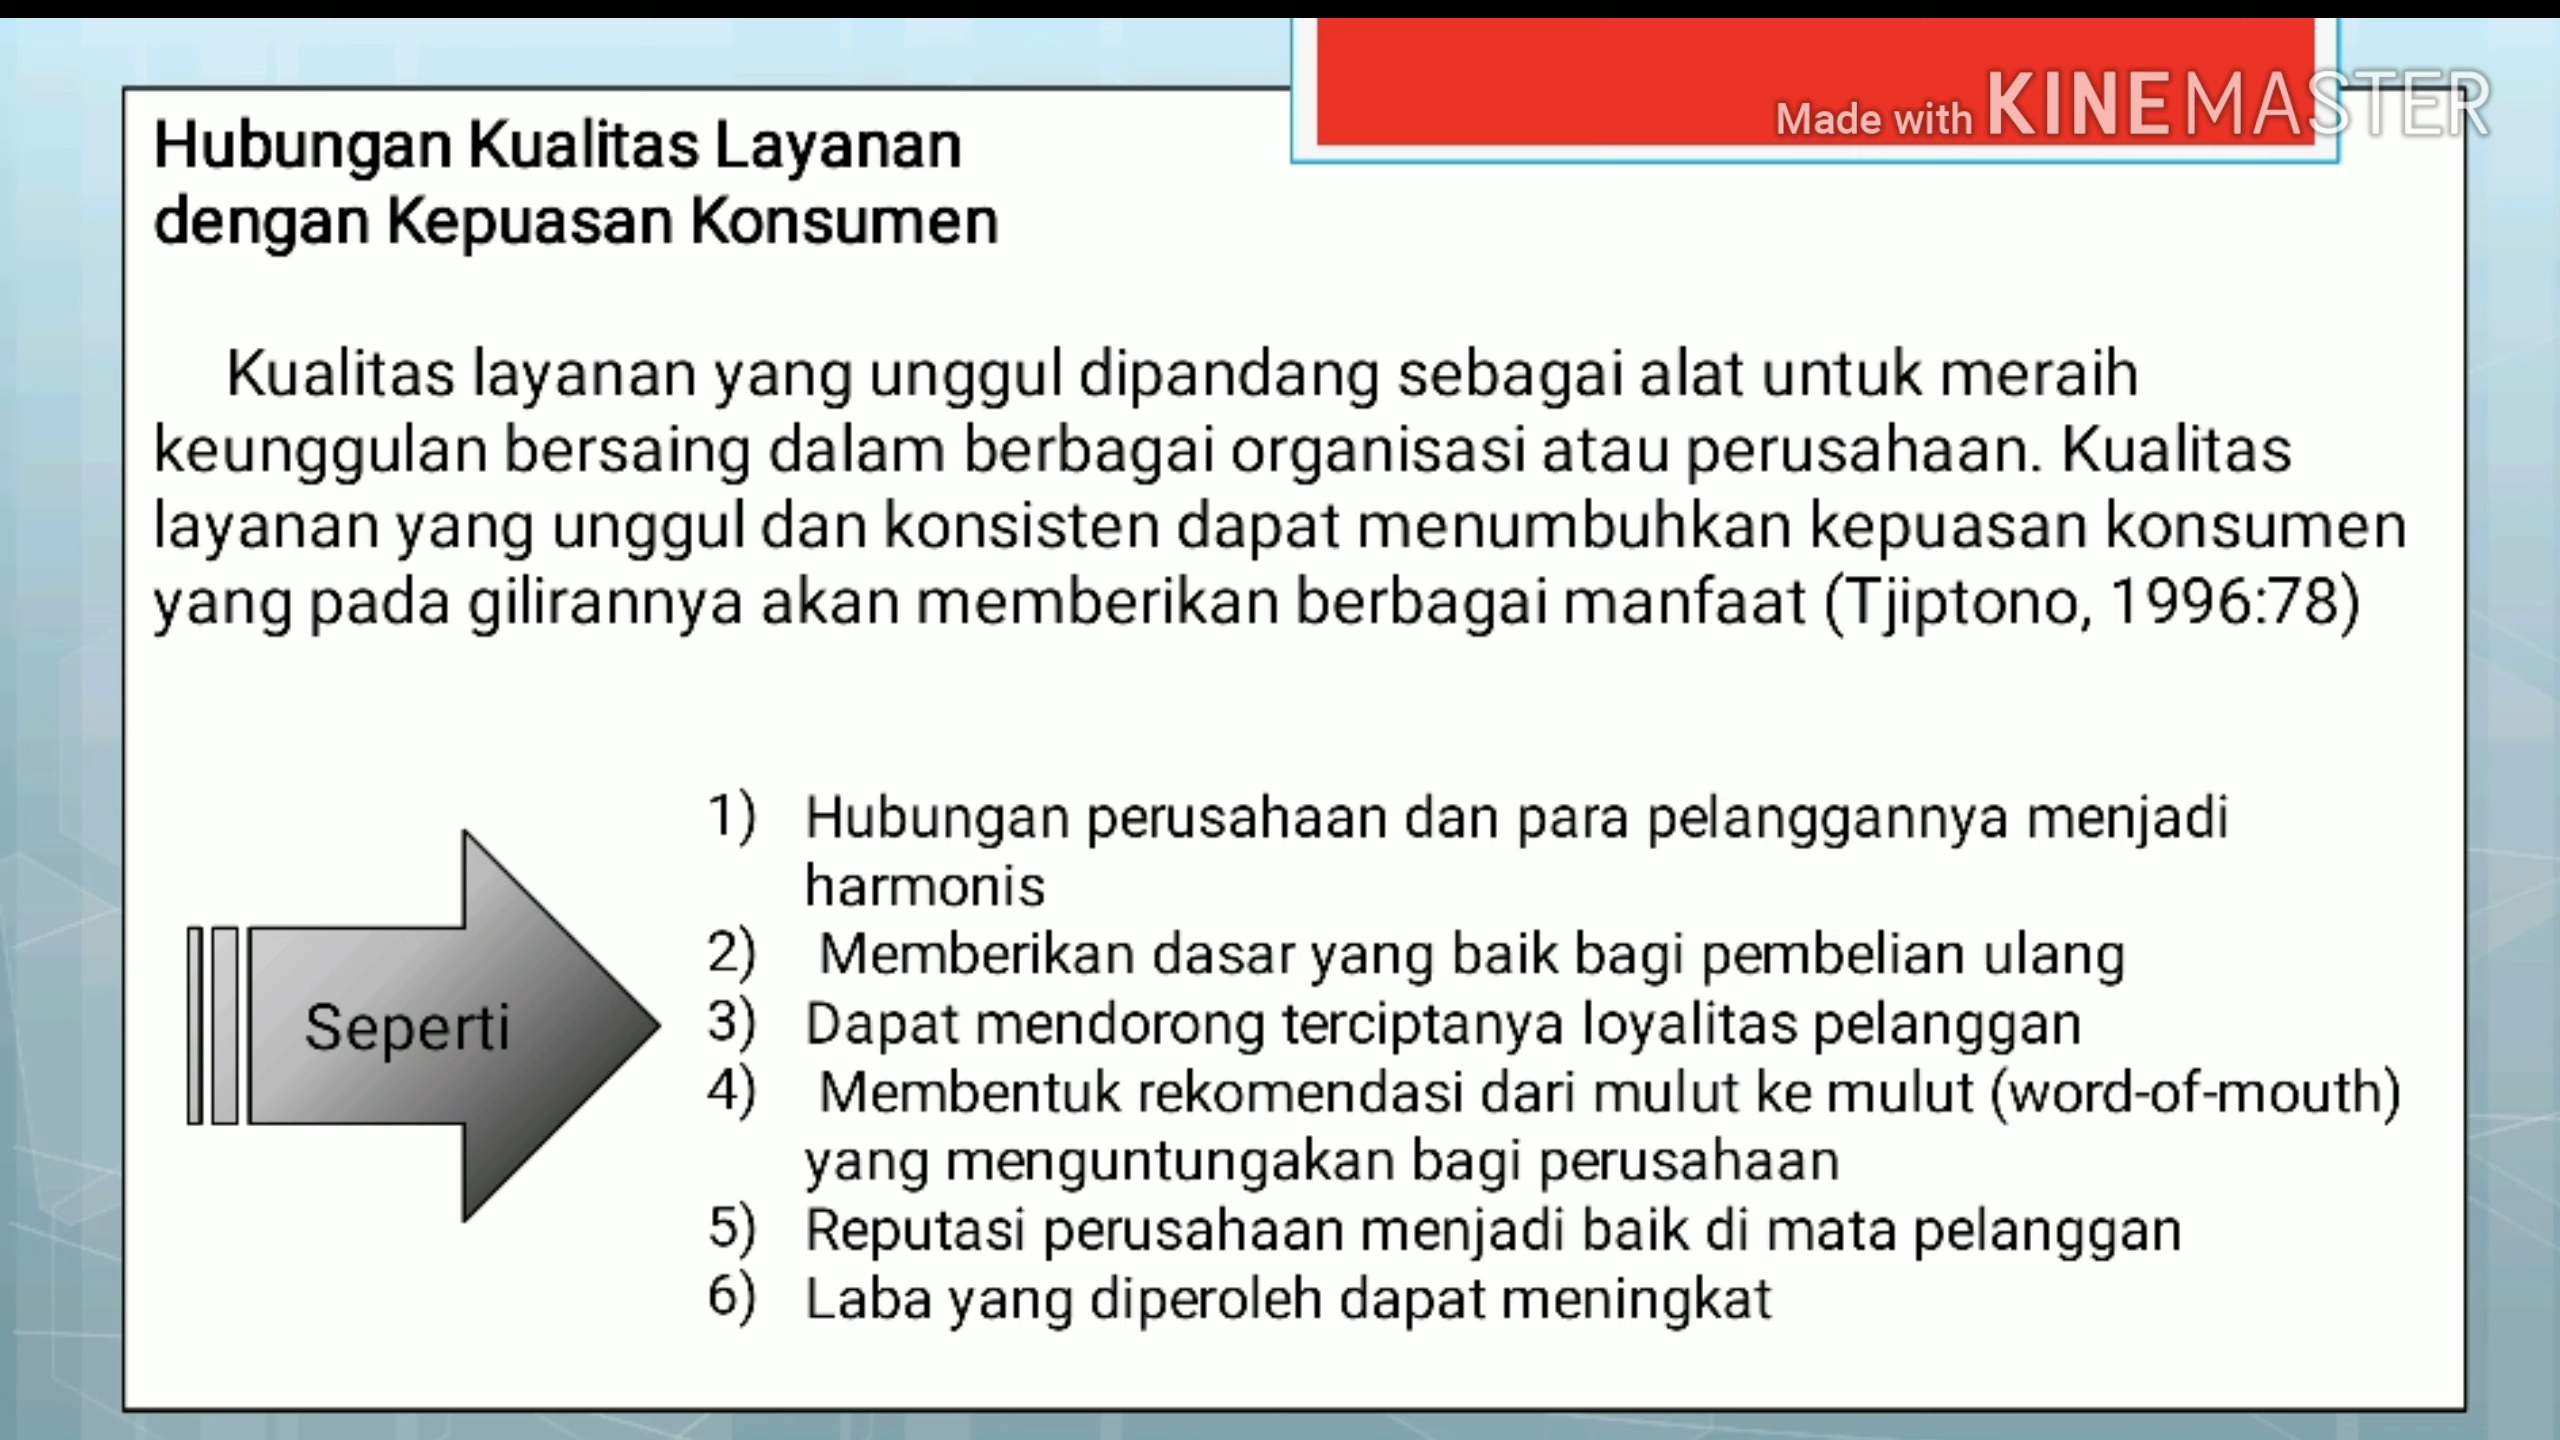 Made with KINEMASTER
Hubungan Kualitas Layanan
dengan Kepuasan Konsumen
Kualitas layanan yang unggul dipandang sebagai alat untuk meraih
keunggulan bersaing dalam berbagai organisasi atau perusahaan. Kualitas
layanan yang unggul dan konsisten dapat menumbuhkan kepuasan konsumen
yang pada gilirannya akan memberikan berbagai manfaat (Tjiptono, 1996:78)
Seperti
1) Hubungan perusahaan dan para pelanggannya menjadi
harmonis
2) Memberikan dasar yang baik bagi pembelian ulang
3) Dapat mendorong terciptanya loyalitas pelanggan
4) Membentuk rekomendasi dari mulut ke mulut (word-of-mouth)
yang menguntungakan bagi perusahaan
5) Reputasi perusahaan menjadi baik di mata pelanggan
6) Laba yang diperoleh dapat meningkat